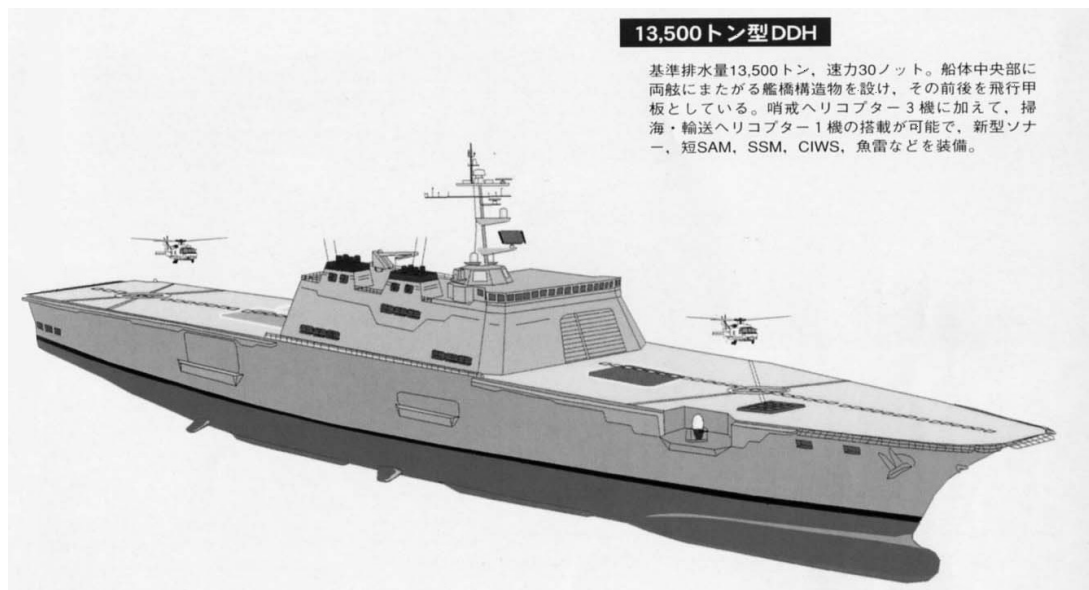 13,500トン型DDH
基準排水量13,500トン，速力30ノット。船体中央部に
両舷にまたがる艦橋構造物を設け，その前後を飛行甲
板としている。哨戒ヘリコプター3機に加えて，掃
海・輸送ヘリコプター1機の搭載が可能で，新型ソナ
ー，短SAM，SSM，CIWS，魚雷などを装備。